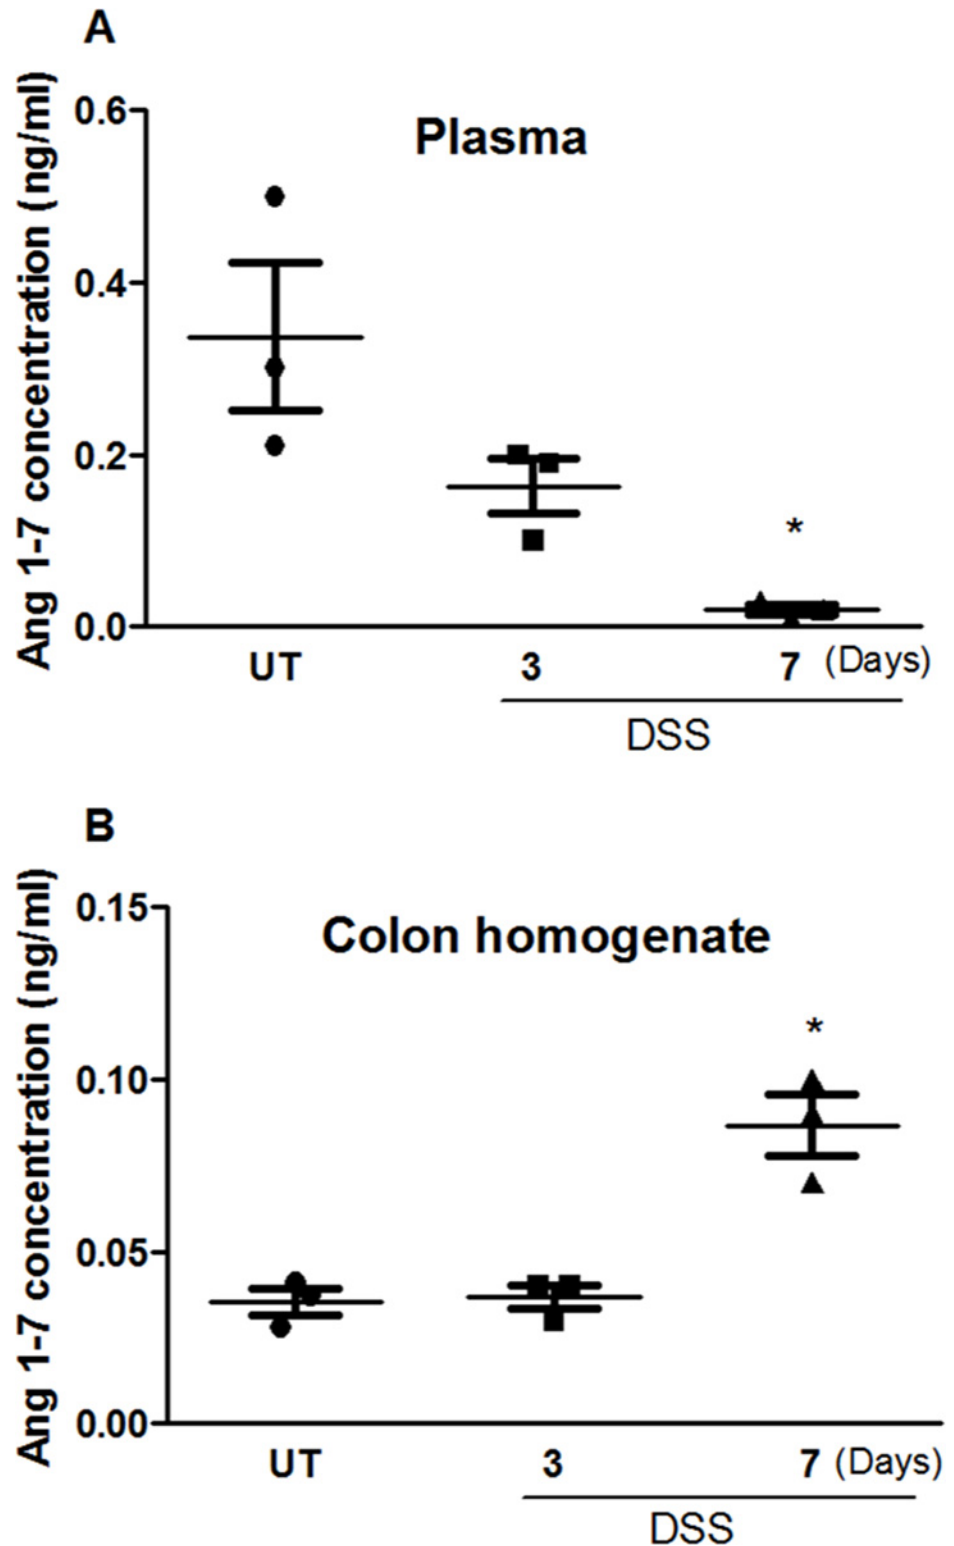 A
Ang 1-7 concentration (ng/ml)
Plasma
0.6
0.4
0.2
0.0
*
UT 3 7 (Days)
DSS
B
Ang 1-7 concentration (ng/ml)
Colon homogenate
0.15
0.10
0.05
0.00
*
UT 3 7 (Days)
DSS